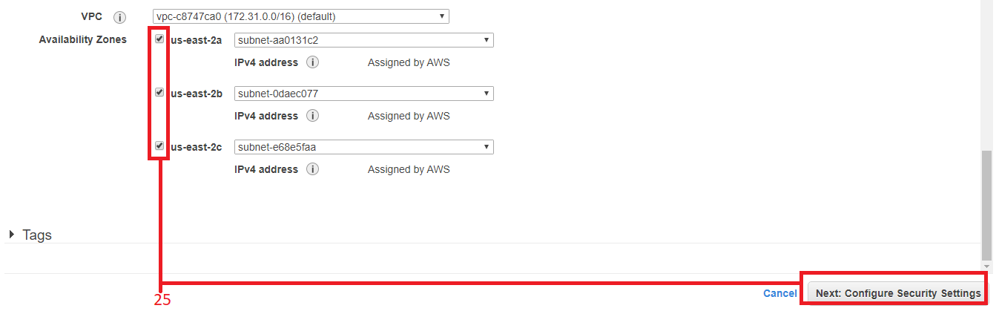 VPC i vpc-c8747ca0 (172.31.0.0/16) (default)
Availability Zones us-east-2a subnet-aa0131c2
IPv4 address i Assigned by AWS
us-east-2b subnet-0daec077
IPv4 address i Assigned by AWS
us-east-2c subnet-e68e5faa
IPv4 address i Assigned by AWS
Tags
Cancel Next: Configure Security Settings
25